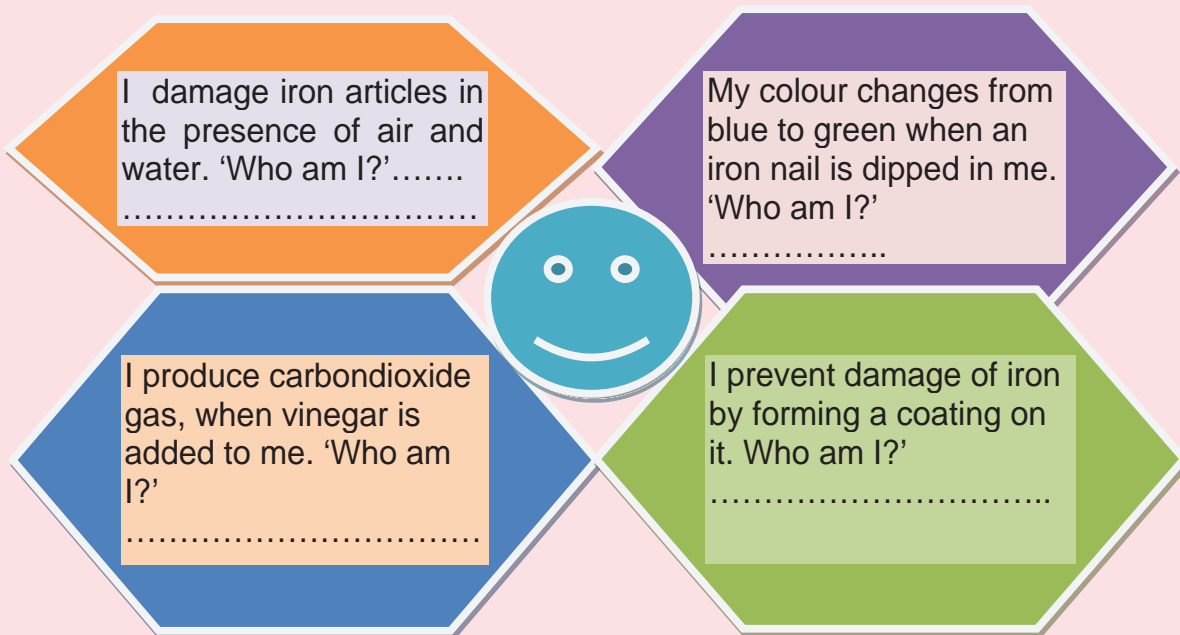 I damage iron articles in
the presence of air and
water. ‘Who am I?’…….
……………………………
My colour changes from
blue to green when an
iron nail is dipped in me.
‘Who am I?’
……………..
I produce carbondioxide
gas, when vinegar is
added to me. ‘Who am
I?’
……………………………
I prevent damage of iron
by forming a coating on
it. Who am I?’
…………………………..